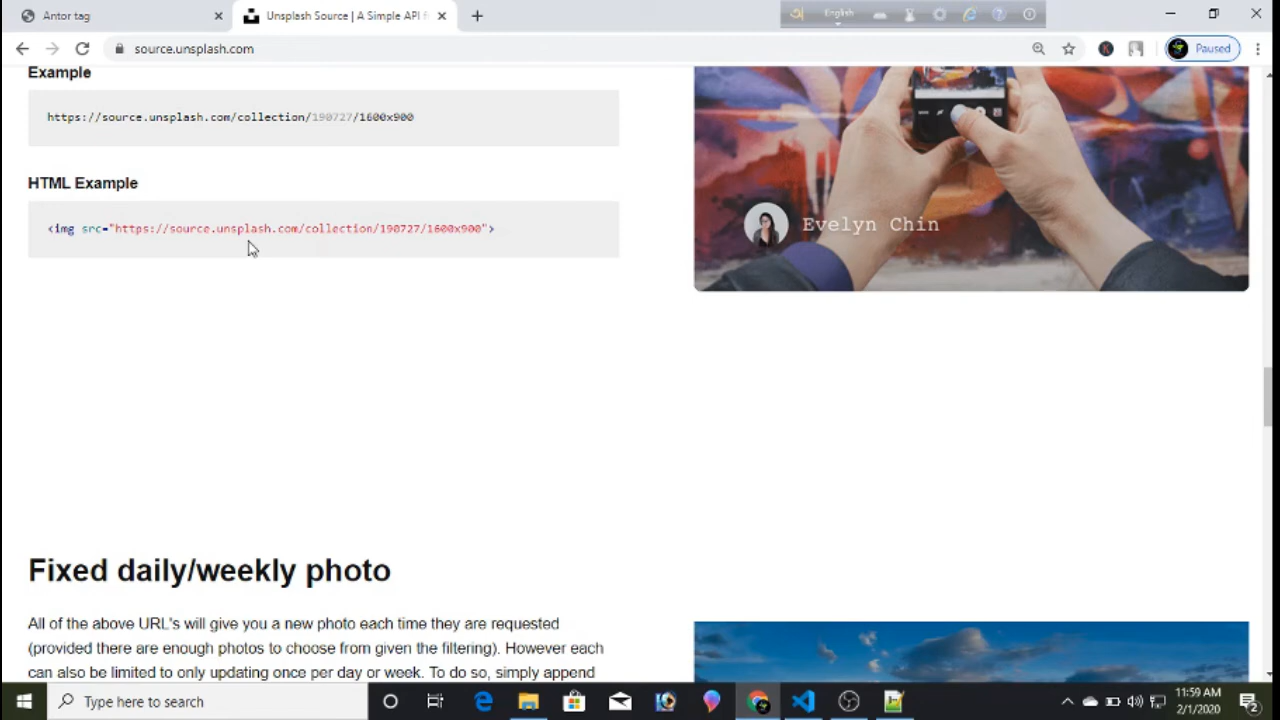 Antor tag
Unsplash Source | A Simple API f
অ
English
source.unsplash.com
K
Paused
Example
https://source.unsplash.com/collection/190727/1600x900
HTML Example
<img src="https://source.unsplash.com/collection/190727/1600x900">
Evelyn Chin
Fixed daily/weekly photo
All of the above URL's will give you a new photo each time they are requested
(provided there are enough photos to choose from given the filtering). However each
can also be limited to only updating once per day or week. To do so, simply append
Type here to search
11:59 AM
2/1/2020
2